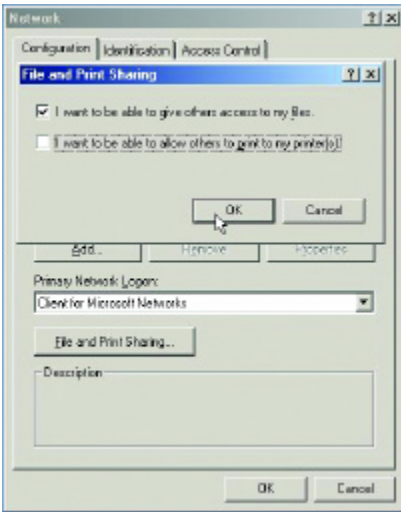 Network
Configuration Identification Access Control
File and Print Sharing
I want to be able to give others access to my files.
I want to be able to allow others to print to my printer(s).
OK Cancel
Add... Remove Properties
Primary Network Logon:
Client for Microsoft Networks
File and Print Sharing...
Description
OK Cancel